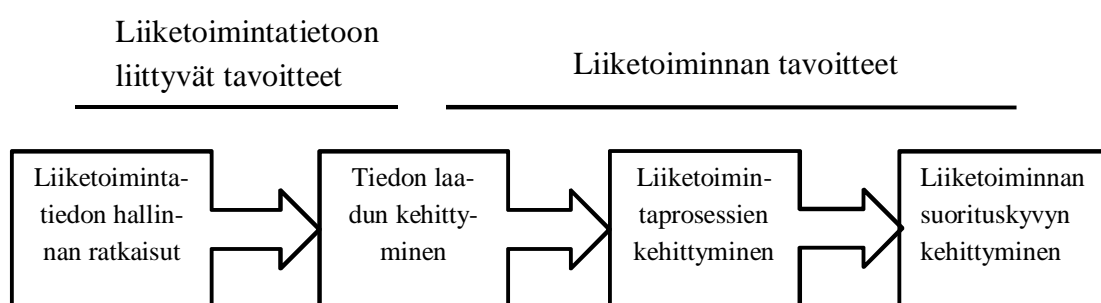 Liiketoimintatietoon
liittyvät tavoitteet
Liiketoiminnan tavoitteet
Liiketoiminta-
tiedon hallin-
nan ratkaisut
Tiedon laa-
dun kehitty-
minen
Liiketoimin-
taprosessien
kehittyminen
Liiketoiminnan
suorituskyvyn
kehittyminen